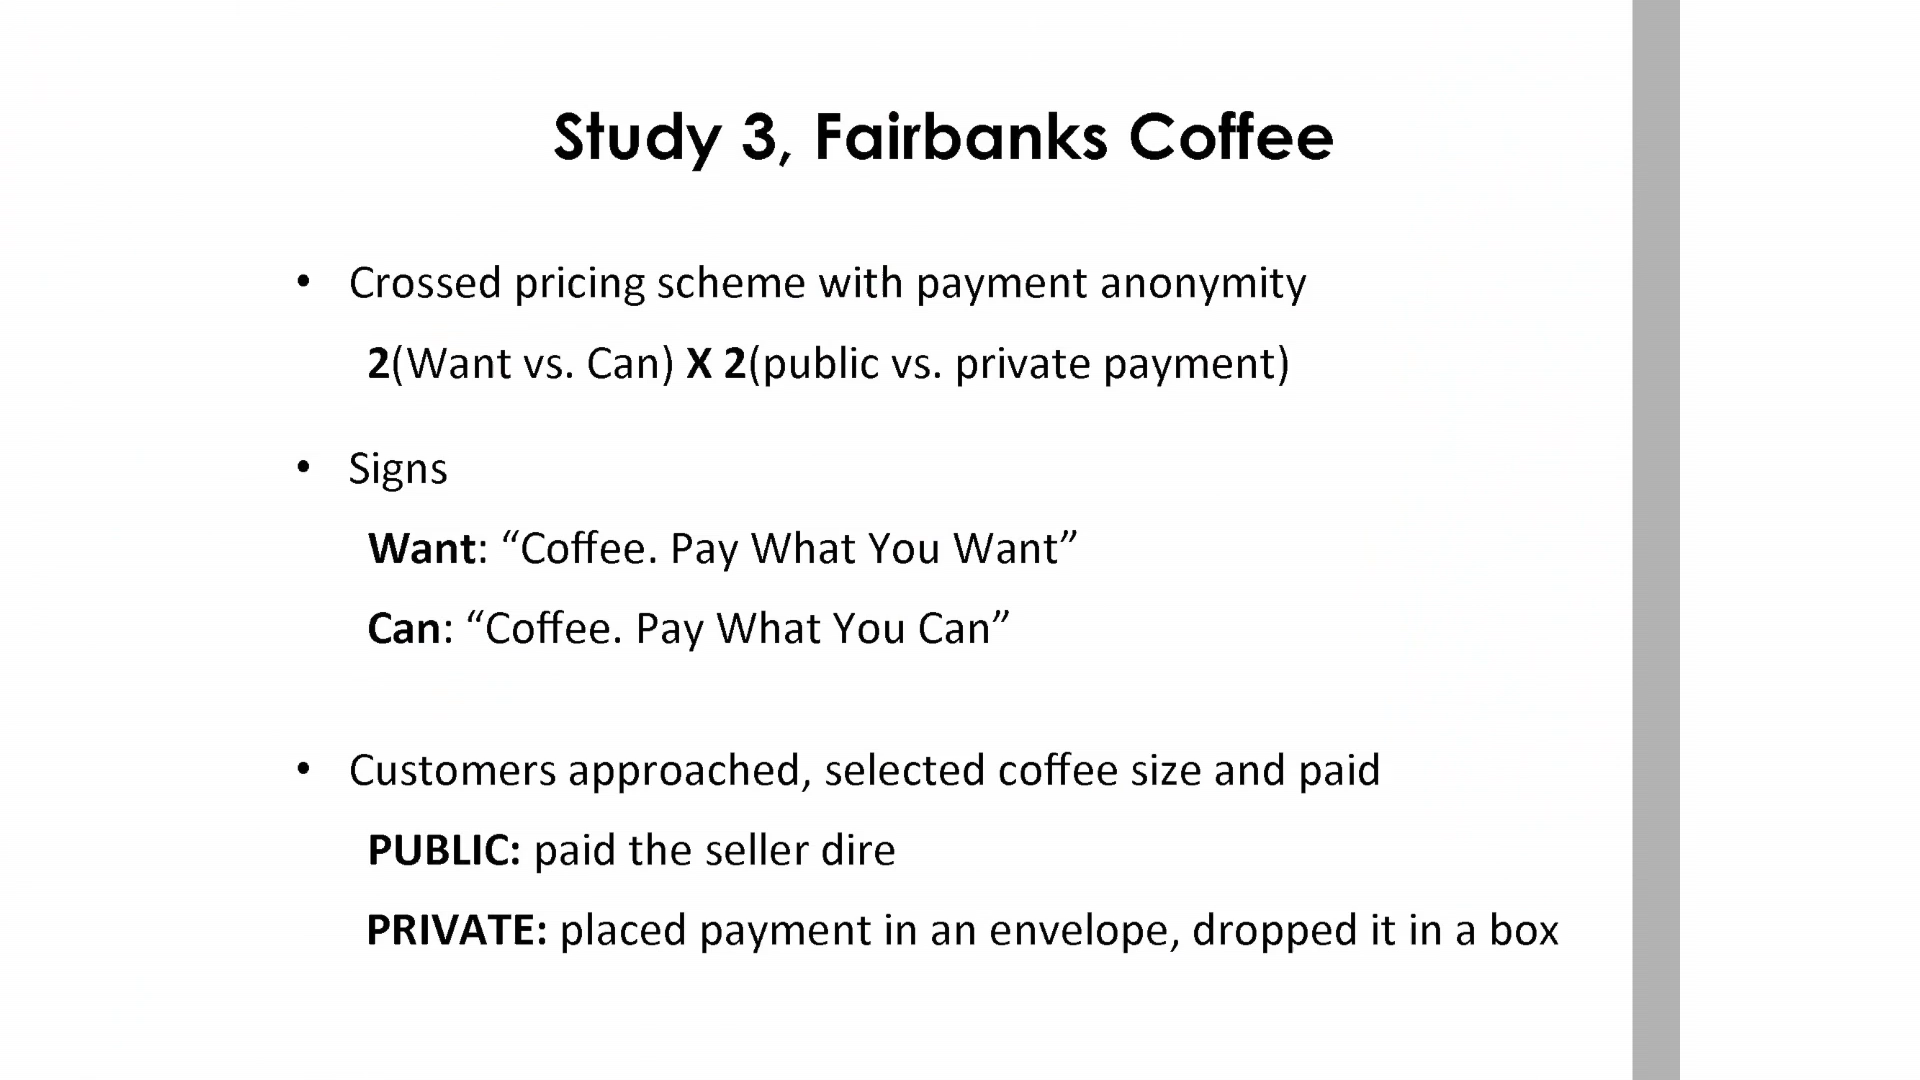 Study 3, Fairbanks Coffee
• Crossed pricing scheme with payment anonymity
2(Want vs. Can) X 2(public vs. private payment)
• Signs
Want: “Coffee. Pay What You Want”
Can: “Coffee. Pay What You Can”
• Customers approached, selected coffee size and paid
PUBLIC: paid the seller dire
PRIVATE: placed payment in an envelope, dropped it in a box